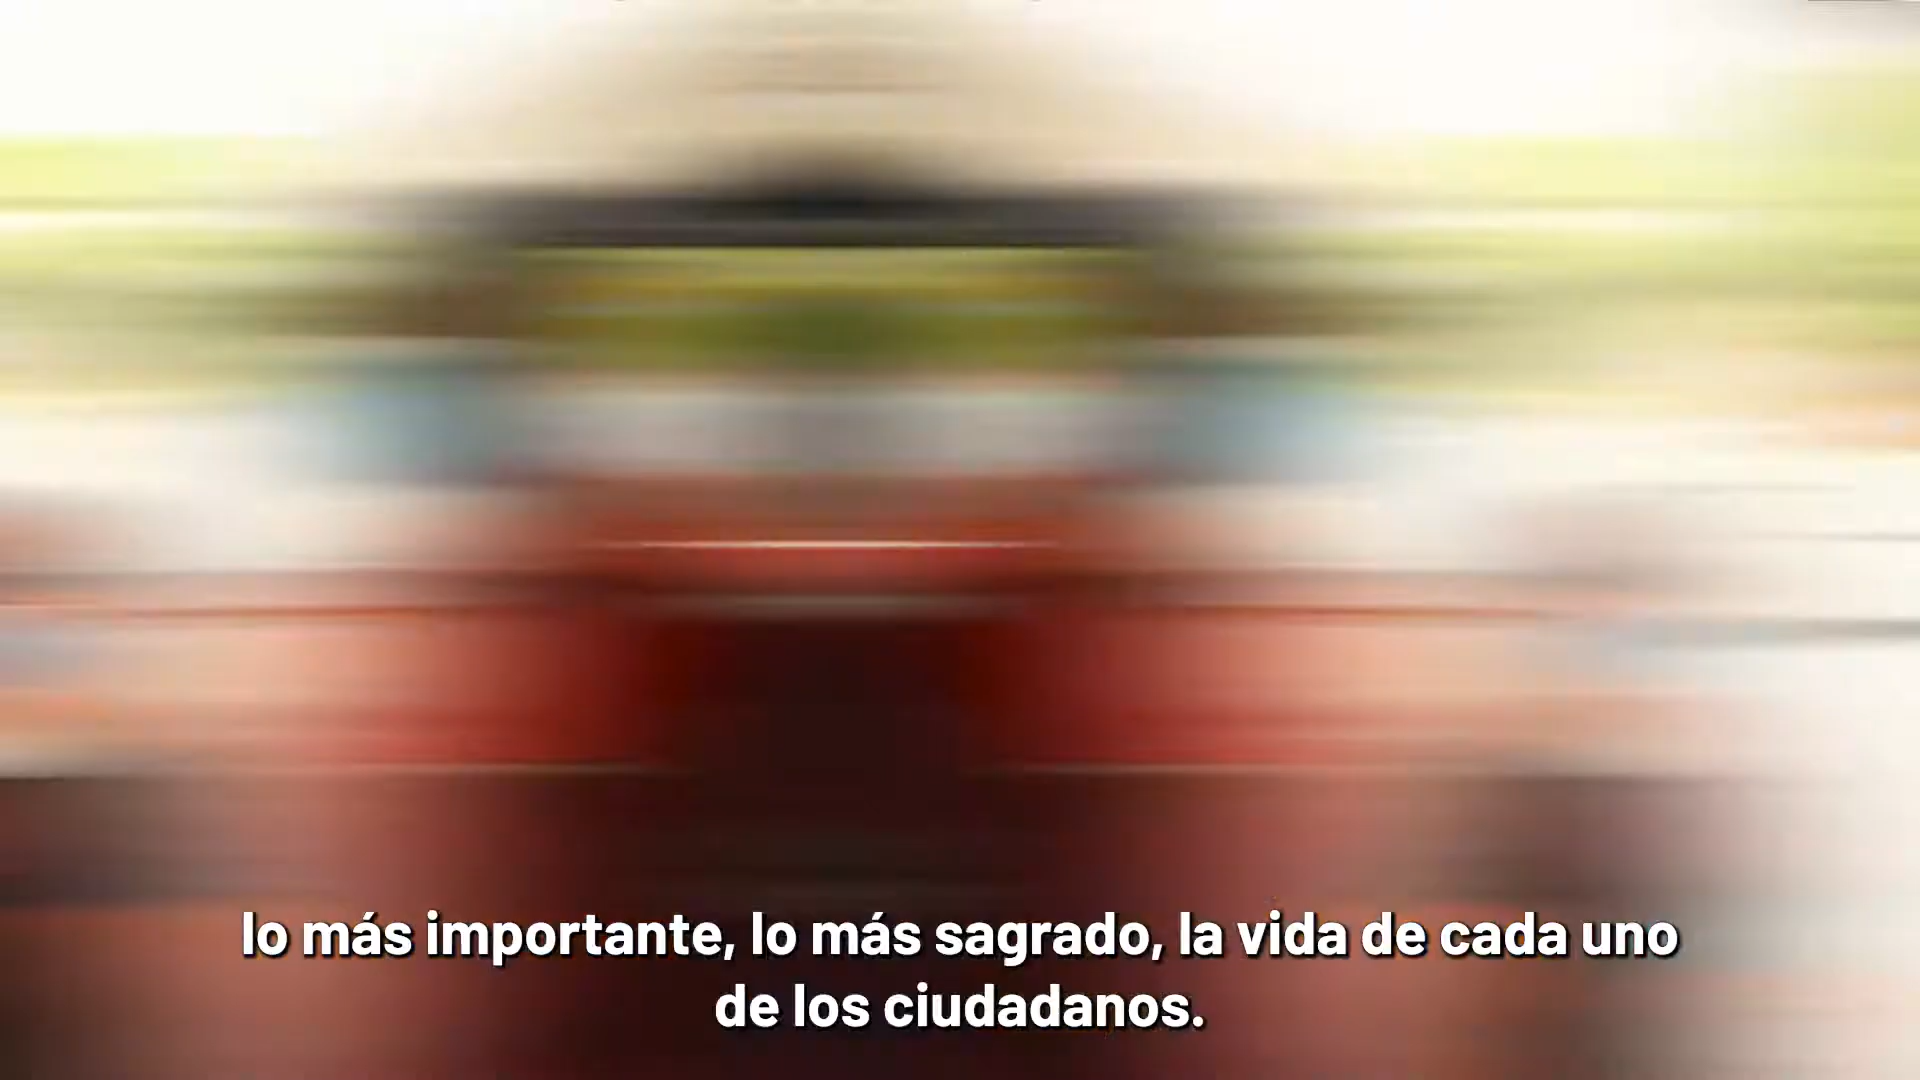 lo más importante, lo más sagrado, la vida de cada uno
de los ciudadanos.